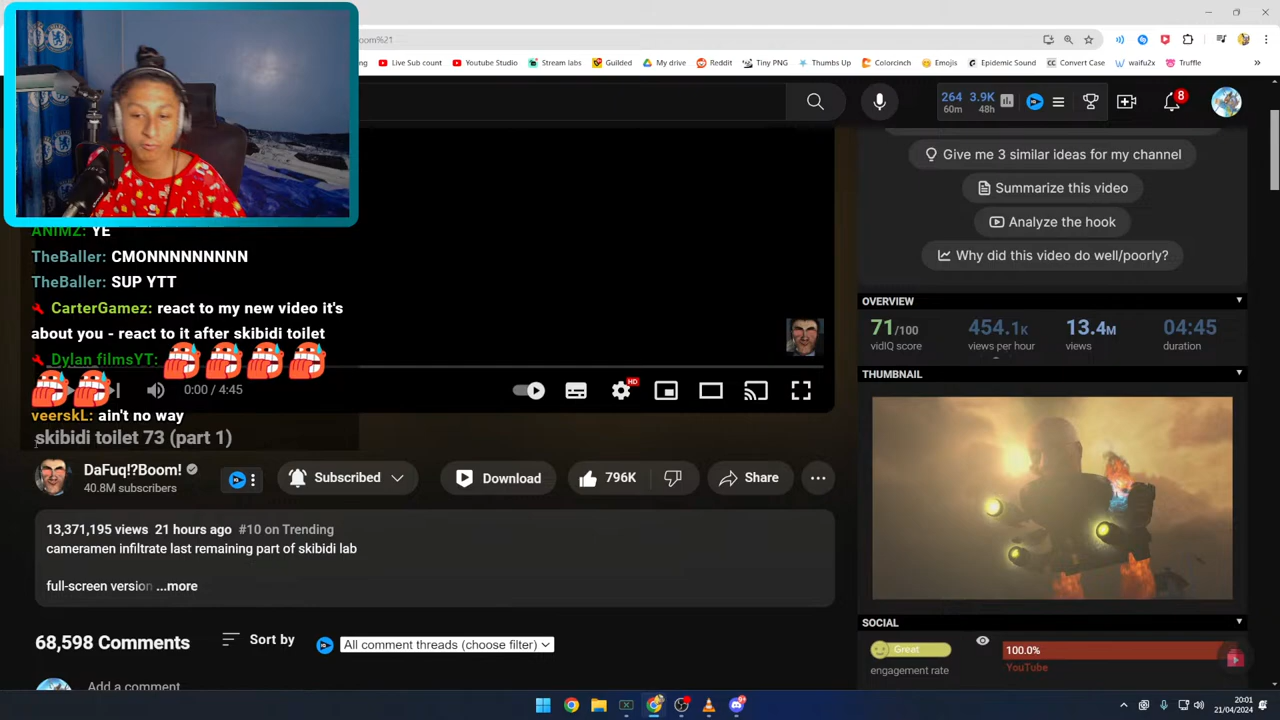 oom%21
ng
Live Sub count
Youtube Studio
Stream labs
Guilded
My drive
Reddit
Tiny PNG
Thumbs Up
Colorcinch
Emojis
Epidemic Sound
CC Convert Case
waifu2x
Truffle
264 3.9K
60m 48h
8
Give me 3 similar ideas for my channel
Summarize this video
Analyze the hook
Why did this video do well/poorly?
ANIMZ: YE
TheBaller: CMONNNNNNNNN
TheBaller: SUP YTT
CarterGamez: react to my new video it's
about you - react to it after skibidi toilet
Dylan filmsYT:
0:00 / 4:45
HD
veerskL: ain't no way
skibidi toilet 73 (part 1)
DaFuq!?Boom!
40.8M subscribers
Subscribed
Download
796K
Share
13,371,195 views 21 hours ago #10 on Trending
cameramen infiltrate last remaining part of skibidi lab
full-screen version ...more
68,598 Comments
Sort by
All comment threads (choose filter)
Add a comment
OVERVIEW
71/100
vidIQ score
454.1K
views per hour
13.4M
views
04:45
duration
THUMBNAIL
SOCIAL
Great
engagement rate
100.0%
YouTube
20:01
21/04/2024